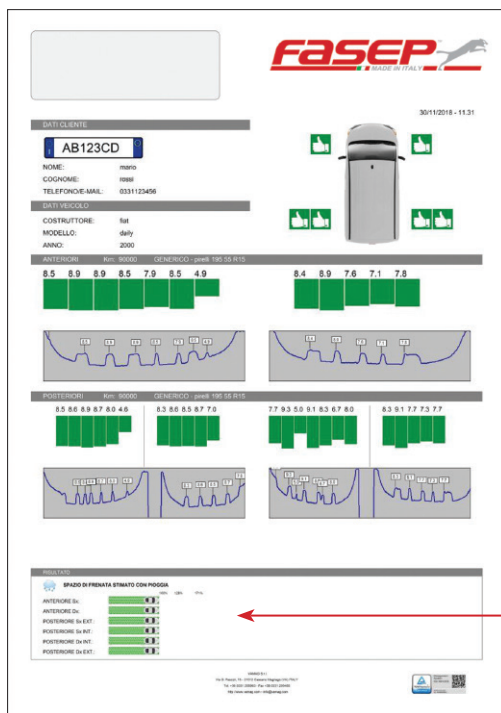 FASEP
MADE IN ITALY
30/11/2018 - 11.31
DATI CLIENTE
I AB123CD
NOME: mario
COGNOME: rossi
TELEFONO/E-MAIL: 0331123456
DATI VEICOLO
COSTRUTTORE: fiat
MODELLO: daily
ANNO: 2000
ANTERIORI Km: 90000 GENERICO - pirelli 195 55 R15
8.5 8.9 8.9 8.5 7.9 8.5 4.9 8.4 8.9 7.6 7.1 7.8
POSTERIORI Km: 90000 GENERICO - pirelli 195 55 R15
8.5 8.6 8.9 8.7 8.0 4.6 8.3 8.6 8.5 8.7 7.0 7.7 9.3 5.0 9.1 8.3 6.7 8.0 8.3 9.1 7.7 7.3 7.7
RISULTATO
SPAZIO DI FRENATA STIMATO CON PIOGGIA
ANTERIORE Sx:
ANTERIORE Dx:
POSTERIORE Sx EXT.:
POSTERIORE Sx INT.:
POSTERIORE Dx INT.:
POSTERIORE Dx EXT.: